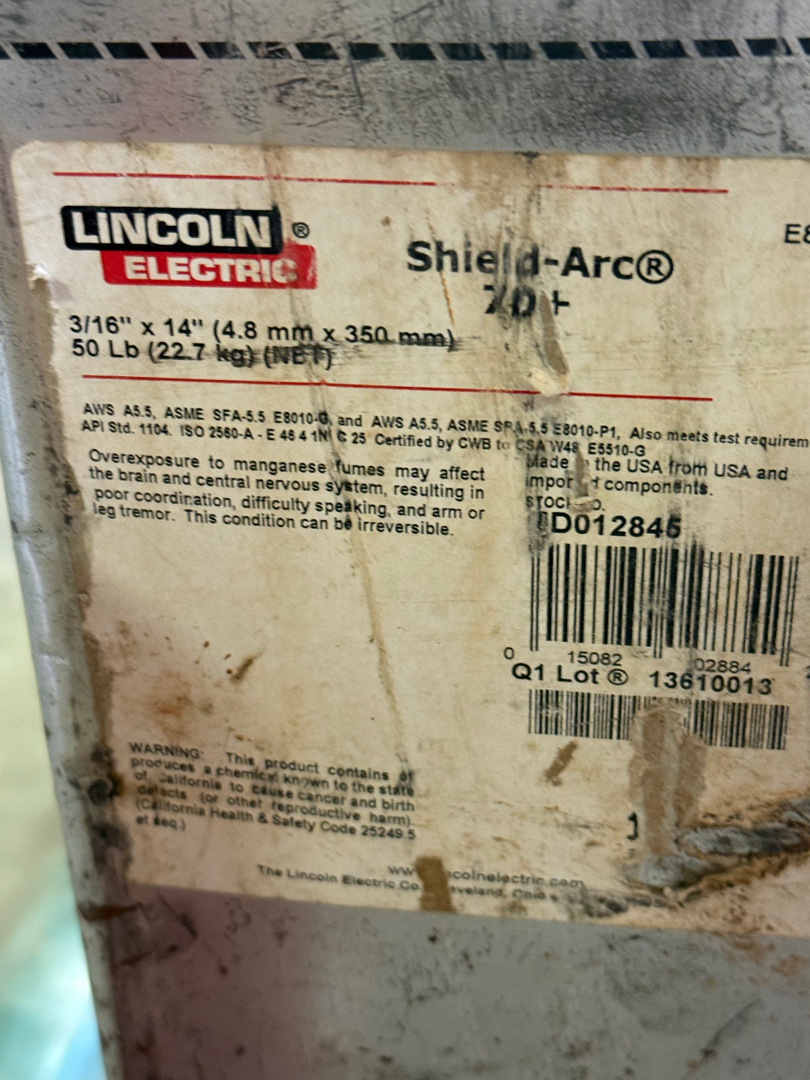 LINCOLN ®
ELECTRIC
E8
Shield-Arc®
70+
3/16" x 14" (4.8 mm x 350 mm)
50 Lb (22.7 kg) (NET)
AWS A5.5, ASME SFA-5.5 E8010-G, and AWS A5.5, ASME SFA-5.5 E8010-P1, Also meets test requirem
API Std. 1104. ISO 2560-A - E 46 4 1Ni C 25 Certified by CWB to CSA W48 E5510-G
Overexposure to manganese fumes may affect
the brain and central nervous system, resulting in
poor coordination, difficulty speaking, and arm or
leg tremor. This condition can be irreversible.
Made the USA from USA and
components.
D012845
0 15082 02884
Q1 Lot ® 13610013
WARNING: This product contains or
produces a chemical known to the state
of California to cause cancer and birth
defects (or other reproductive harm).
(California Health & Safety Code 25249.5
et seq.)
The Lincoln Electric Co.